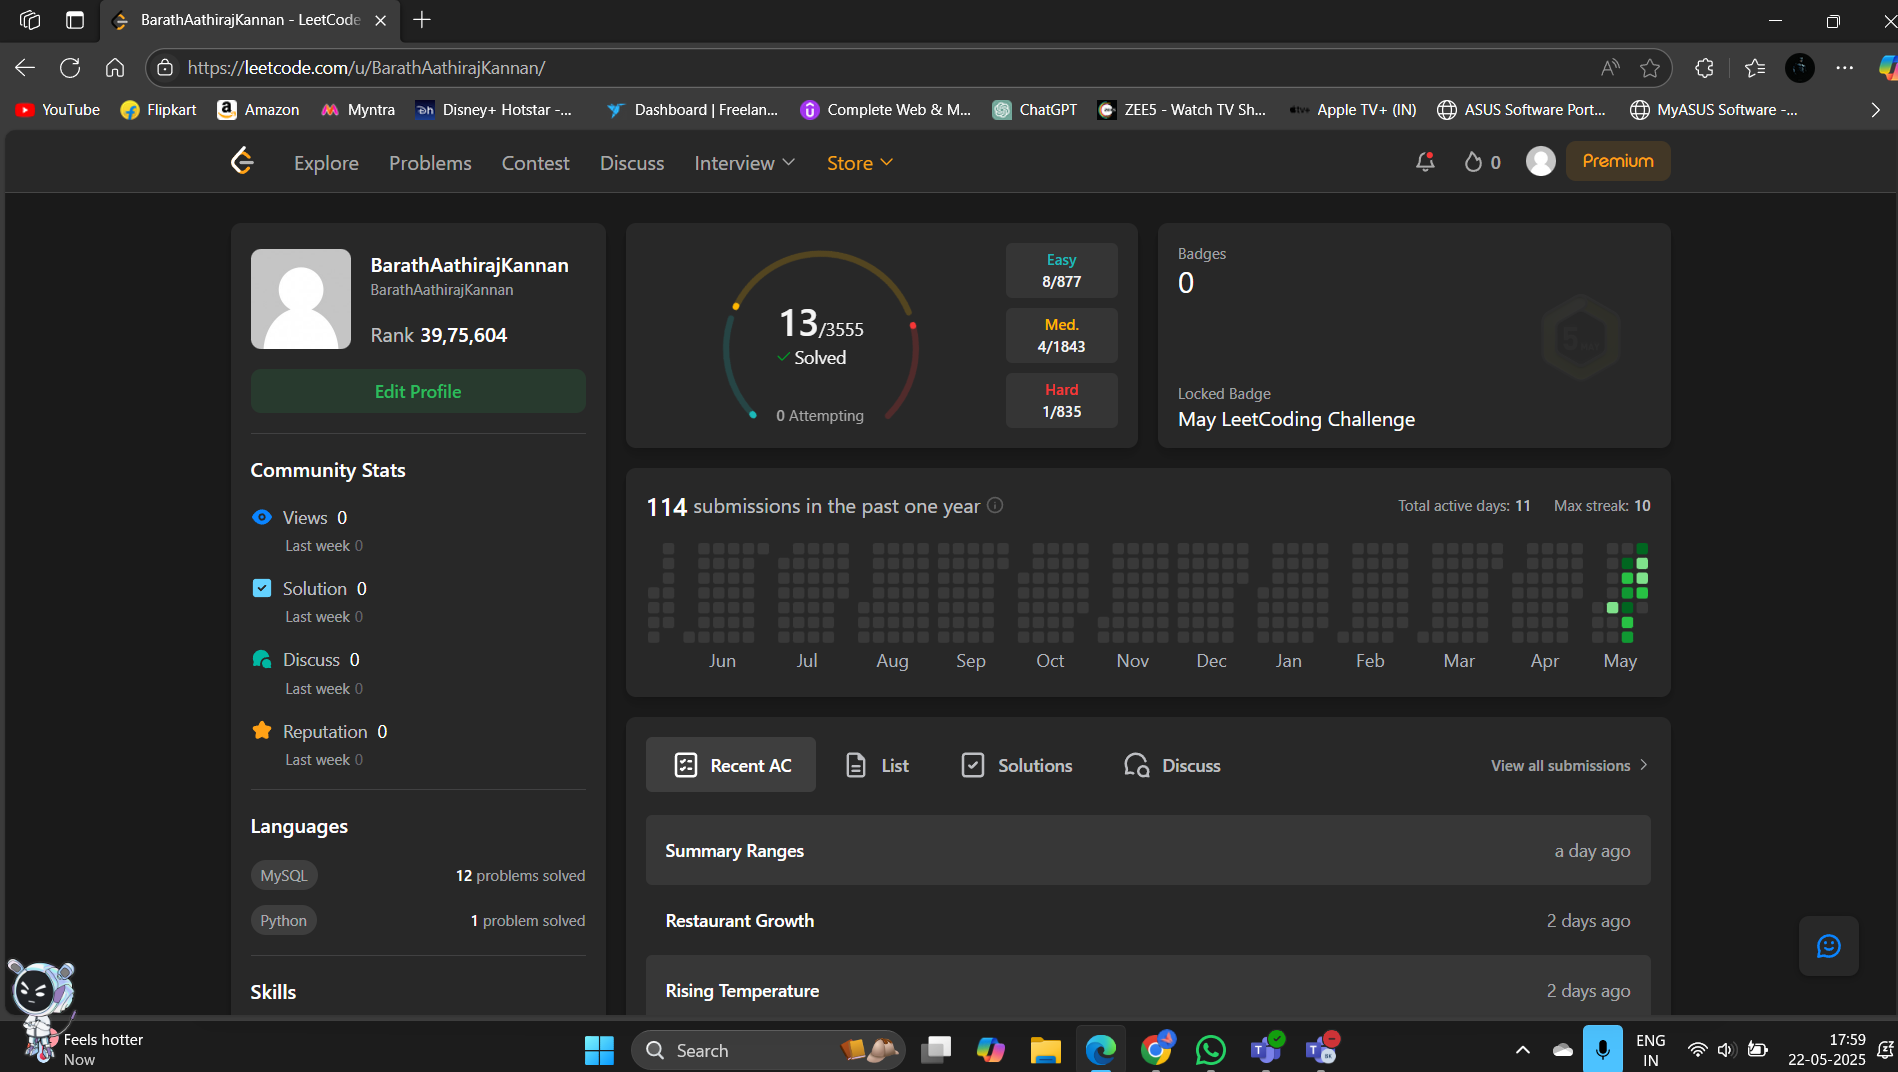 BarathAathirajKannan - LeetCode
https://leetcode.com/u/BarathAathirajKannan/
YouTube Flipkart Amazon Myntra Disney+ Hotstar -... Dashboard | Freelan... Complete Web & M... ChatGPT ZEE5 - Watch TV Sh... Apple TV+ (IN) ASUS Software Port... MyASUS Software -...
Explore Problems Contest Discuss Interview Store 0 Premium
BarathAathirajKannan
BarathAathirajKannan
Rank 39,75,604
Edit Profile
Community Stats
Views 0
Last week 0
Solution 0
Last week 0
Discuss 0
Last week 0
Reputation 0
Last week 0
Languages
MySQL 12 problems solved
Python 1 problem solved
Skills
13/3555
Solved
0 Attempting
Easy
8/877
Med.
4/1843
Hard
1/835
Badges
0
Locked Badge
May LeetCoding Challenge
114 submissions in the past one year Total active days: 11 Max streak: 10
Jun Jul Aug Sep Oct Nov Dec Jan Feb Mar Apr May
Recent AC List Solutions Discuss View all submissions
Summary Ranges a day ago
Restaurant Growth 2 days ago
Rising Temperature 2 days ago
Feels hotter
Now
Search
ENG
IN
17:59
22-05-2025